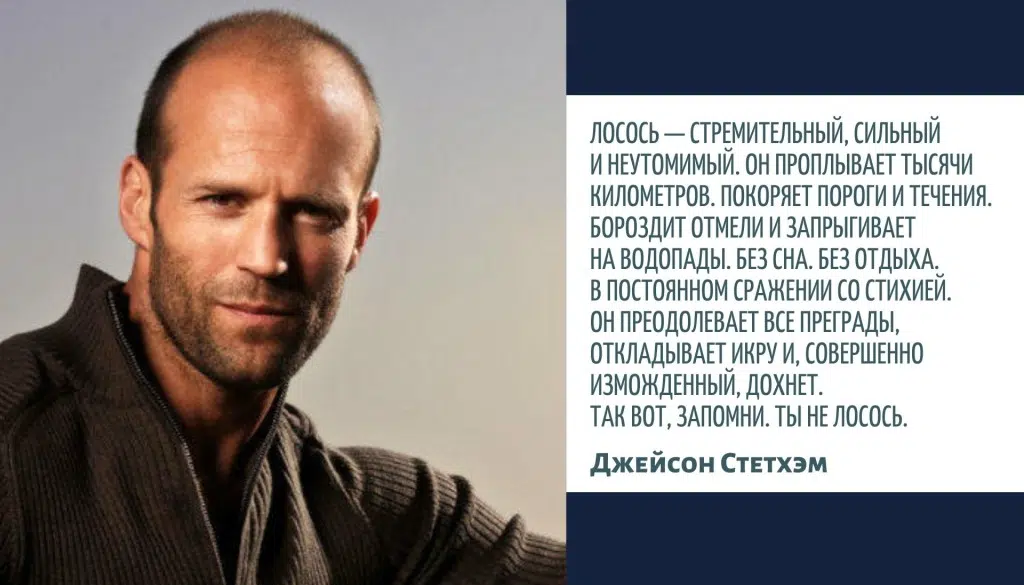 ЛОСОСЬ — СТРЕМИТЕЛЬНЫЙ, СИЛЬНЫЙ
И НЕУТОМИМЫЙ. ОН ПРОПЛЫВАЕТ ТЫСЯЧИ
КИЛОМЕТРОВ. ПОКОРЯЕТ ПОРОГИ И ТЕЧЕНИЯ.
БОРОЗДИТ ОТМЕЛИ И ЗАПРЫГИВАЕТ
НА ВОДОПАДЫ. БЕЗ СНА. БЕЗ ОТДЫХА.
В ПОСТОЯННОМ СРАЖЕНИИ СО СТИХИЕЙ.
ОН ПРЕОДОЛЕВАЕТ ВСЕ ПРЕГРАДЫ,
ОТКЛАДЫВАЕТ ИКРУ И, СОВЕРШЕННО
ИЗМОЖДЕННЫЙ, ДОХНЕТ.
ТАК ВОТ, ЗАПОМНИ. ТЫ НЕ ЛОСОСЬ.
Джейсон Стетхэм